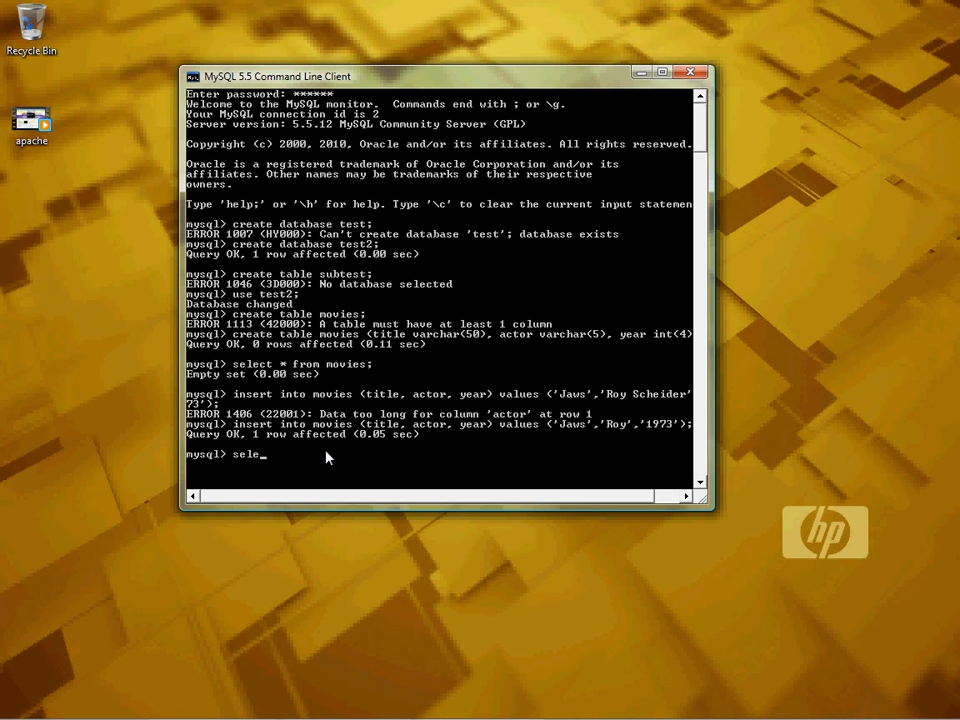 Recycle Bin
apache
MySQL 5.5 Command Line Client
Enter password: ******
Welcome to the MySQL monitor.  Commands end with ; or \g.
Your MySQL connection id is 2
Server version: 5.5.12 MySQL Community Server (GPL)
Copyright (c) 2000, 2010, Oracle and/or its affiliates. All rights reserved.
Oracle is a registered trademark of Oracle Corporation and/or its
affiliates. Other names may be trademarks of their respective
owners.
Type 'help;' or '\h' for help. Type '\c' to clear the current input statemen
mysql> create database test;
ERROR 1007 (HY000): Can't create database 'test'; database exists
mysql> create database test2;
Query OK, 1 row affected (0.00 sec)
mysql> create table subtest;
ERROR 1046 (3D000): No database selected
mysql> use test2;
Database changed
mysql> create table movies;
ERROR 1113 (42000): A table must have at least 1 column
mysql> create table movies (title varchar(50), actor varchar(5), year int(4)
Query OK, 0 rows affected (0.11 sec)
mysql> select * from movies;
Empty set (0.00 sec)
mysql> insert into movies (title, actor, year) values ('Jaws','Roy Scheider'
73');
ERROR 1406 (22001): Data too long for column 'actor' at row 1
mysql> insert into movies (title, actor, year) values ('Jaws','Roy','1973');
Query OK, 1 row affected (0.05 sec)
mysql> sele_
hp